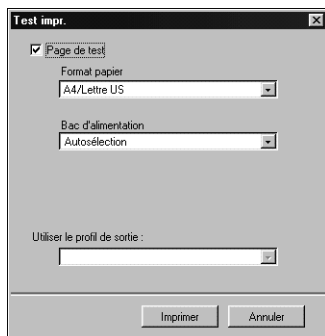 Test impr.
Page de test
Format papier
A4/Lettre US
Bac d'alimentation
Autosélection
Utiliser le profil de sortie :
Imprimer Annuler